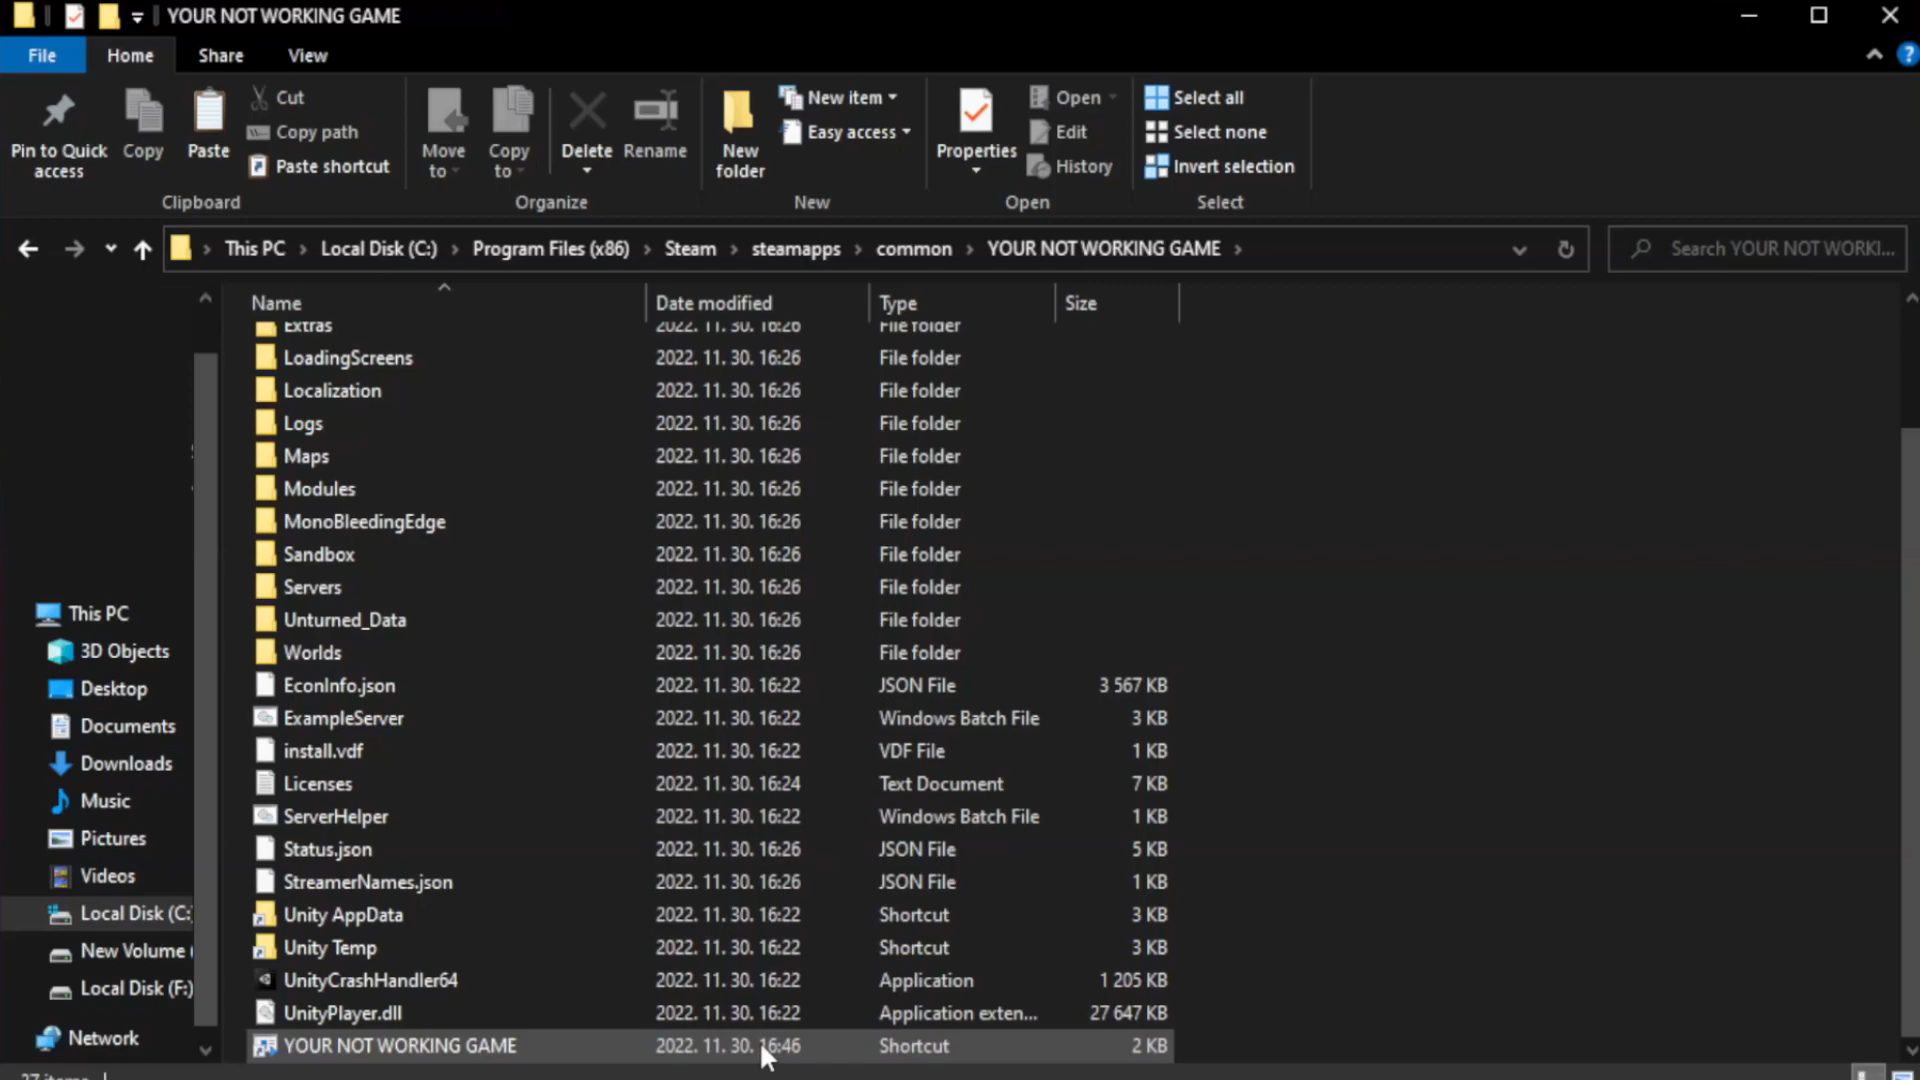 YOUR NOT WORKING GAME
File Home Share View
Pin to Quick access
Copy
Paste
Cut
Copy path
Paste shortcut
Clipboard
Move to
Copy to
Delete
Rename
Organize
New folder
New item
Easy access
New
Properties
Open
Edit
History
Open
Select all
Select none
Invert selection
Select
This PC Local Disk (C:) Program Files (x86) Steam steamapps common YOUR NOT WORKING GAME
Search YOUR NOT WORKI...
This PC
3D Objects
Desktop
Documents
Downloads
Music
Pictures
Videos
Local Disk (C:)
New Volume (
Local Disk (F:)
Network
Name Date modified Type Size
Extras 2022. 11. 30. 16:26 File folder
LoadingScreens 2022. 11. 30. 16:26 File folder
Localization 2022. 11. 30. 16:26 File folder
Logs 2022. 11. 30. 16:26 File folder
Maps 2022. 11. 30. 16:26 File folder
Modules 2022. 11. 30. 16:26 File folder
MonoBleedingEdge 2022. 11. 30. 16:26 File folder
Sandbox 2022. 11. 30. 16:26 File folder
Servers 2022. 11. 30. 16:26 File folder
Unturned_Data 2022. 11. 30. 16:26 File folder
Worlds 2022. 11. 30. 16:26 File folder
EconInfo.json 2022. 11. 30. 16:22 JSON File 3 567 KB
ExampleServer 2022. 11. 30. 16:22 Windows Batch File 3 KB
install.vdf 2022. 11. 30. 16:22 VDF File 1 KB
Licenses 2022. 11. 30. 16:24 Text Document 7 KB
ServerHelper 2022. 11. 30. 16:22 Windows Batch File 1 KB
Status.json 2022. 11. 30. 16:26 JSON File 5 KB
StreamerNames.json 2022. 11. 30. 16:26 JSON File 1 KB
Unity AppData 2022. 11. 30. 16:22 Shortcut 3 KB
Unity Temp 2022. 11. 30. 16:22 Shortcut 3 KB
UnityCrashHandler64 2022. 11. 30. 16:22 Application 1 205 KB
UnityPlayer.dll 2022. 11. 30. 16:22 Application exten... 27 647 KB
YOUR NOT WORKING GAME 2022. 11. 30. 16:46 Shortcut 2 KB